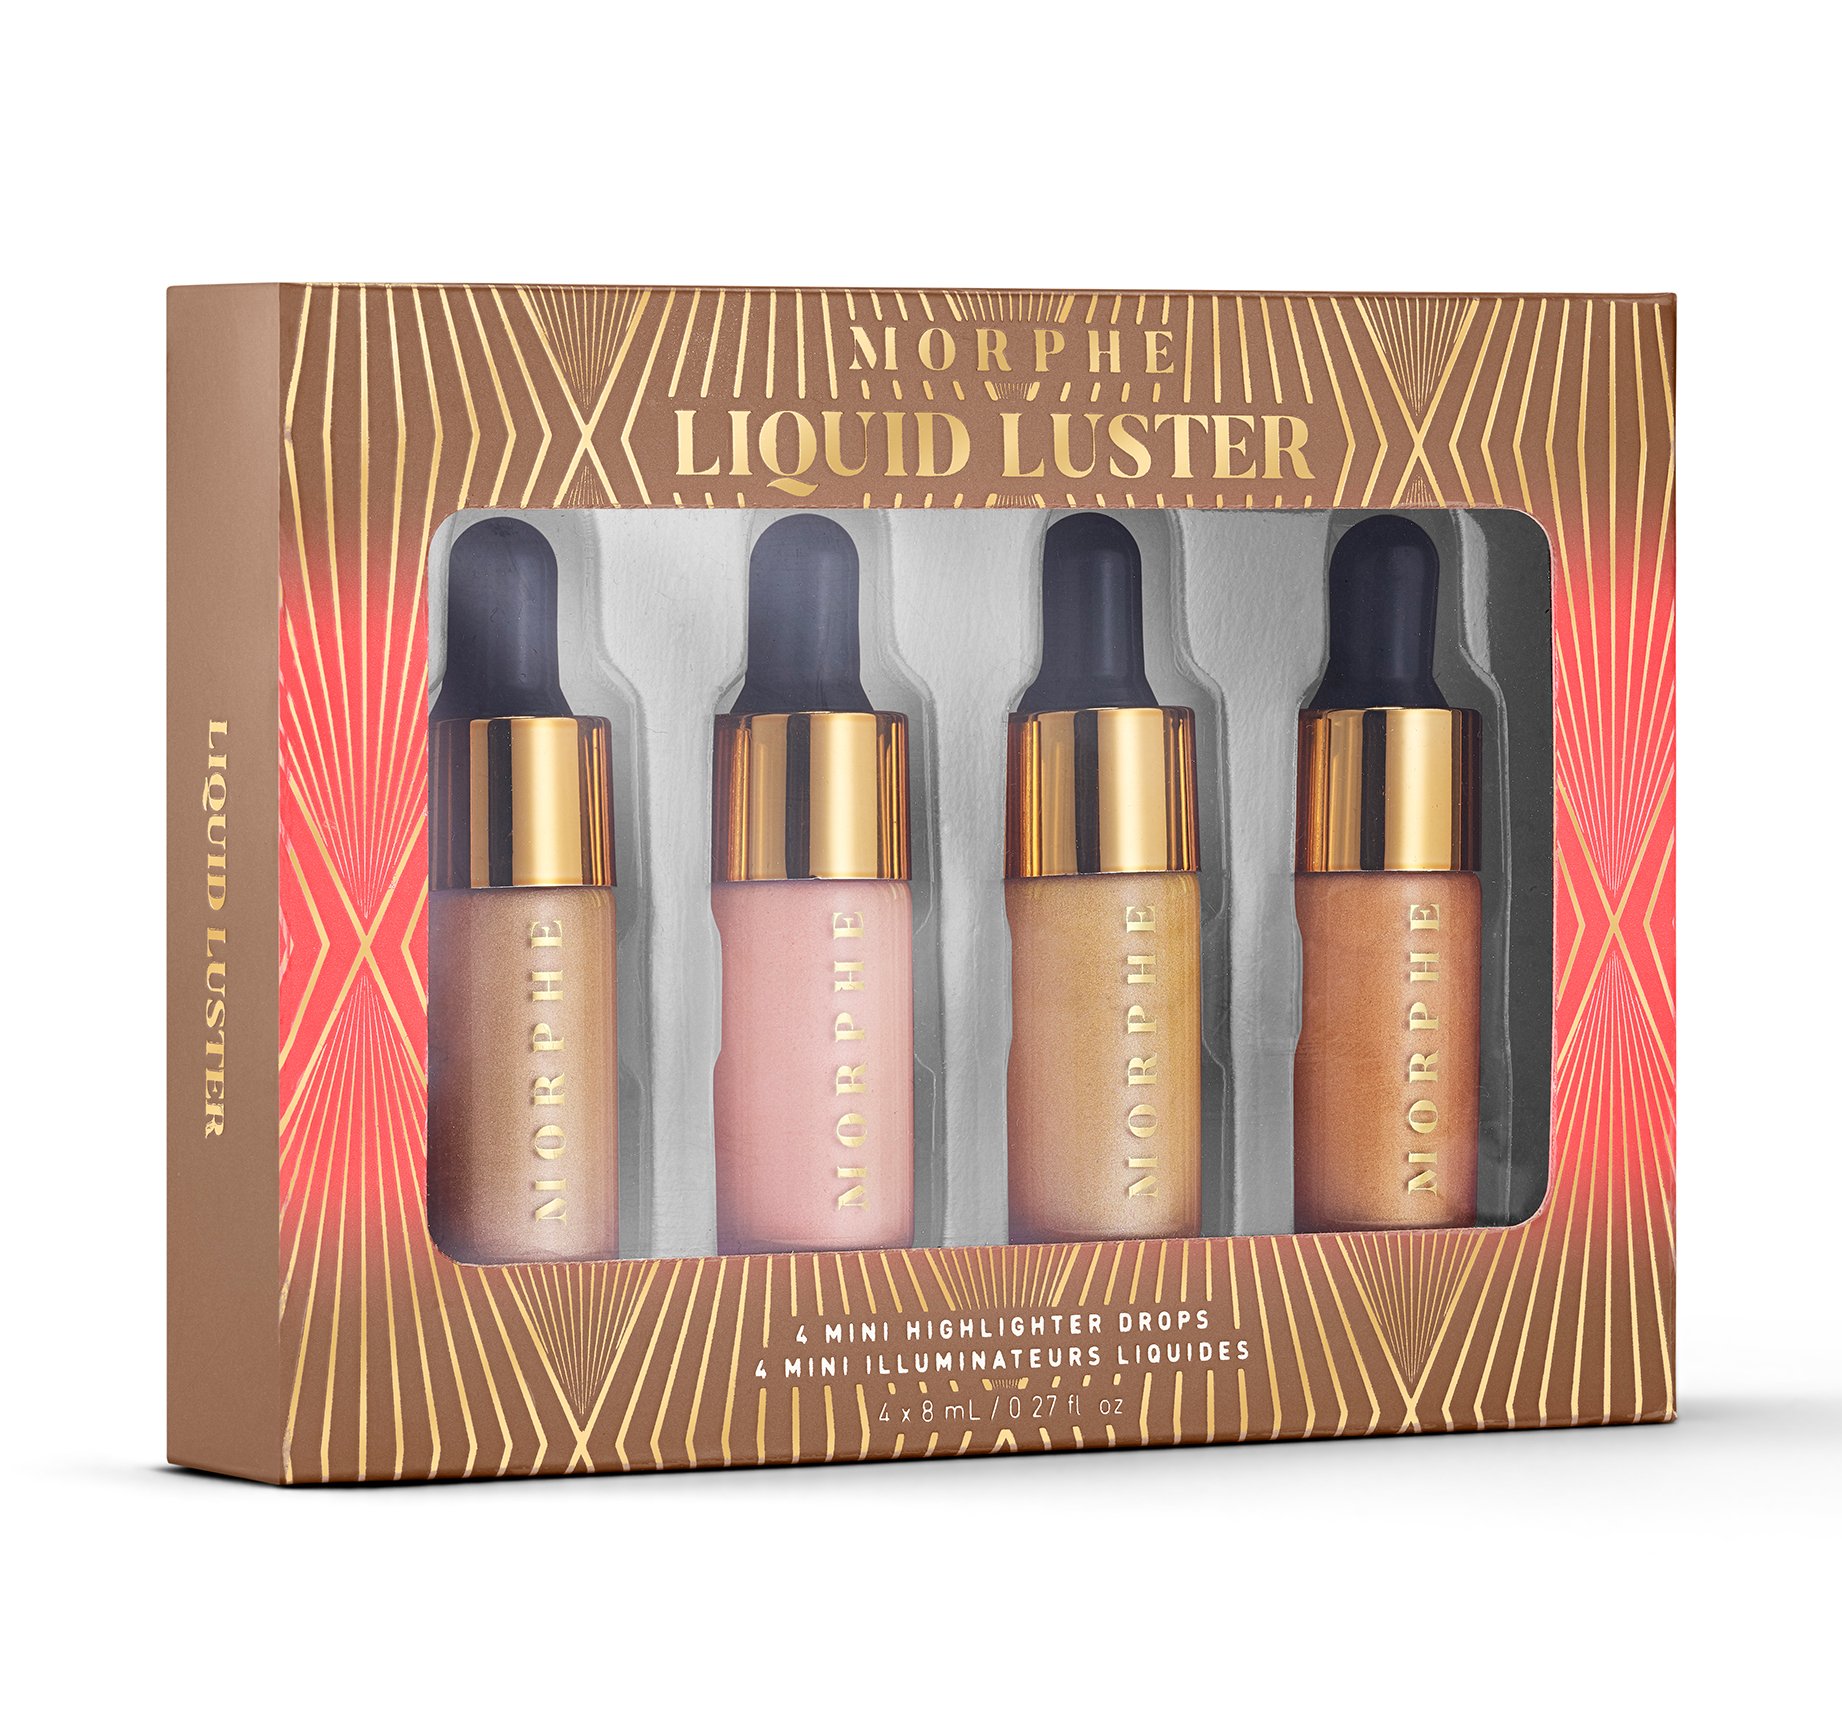 MORPHE
LIQUID LUSTER
LIQUID LUSTER
MORPHE
MORPHE
MORPHE
MORPHE
4 MINI HIGHLIGHTER DROPS
4 MINI ILLUMINATEURS LIQUIDES
4 x 8 mL / 0 27 fl oz